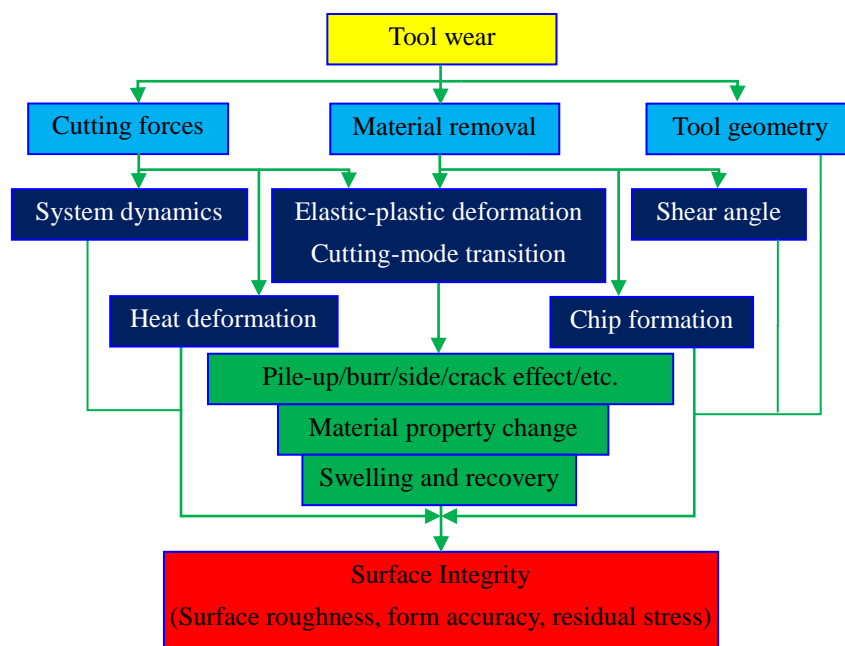 Tool wear
Cutting forces
Material removal
Tool geometry
System dynamics
Elastic-plastic deformation
Cutting-mode transition
Shear angle
Heat deformation
Chip formation
Pile-up/burr/side/crack effect/etc.
Material property change
Swelling and recovery
Surface Integrity
(Surface roughness, form accuracy, residual stress)